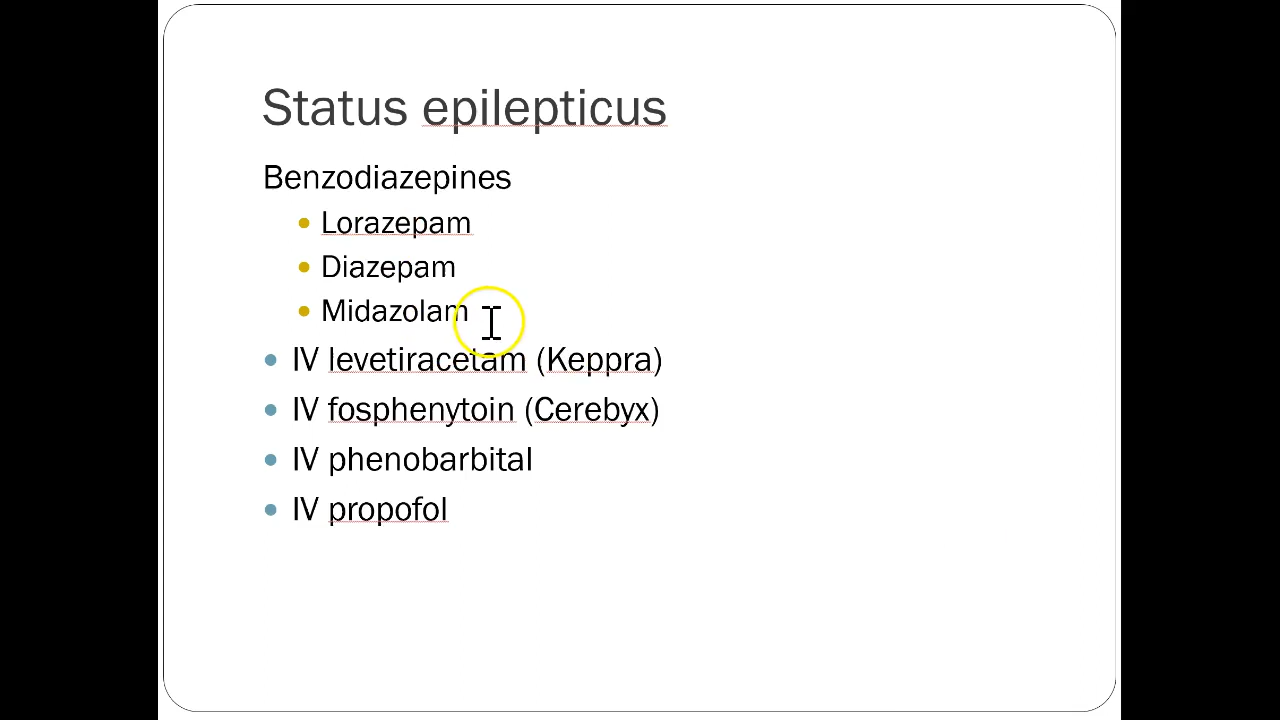 Status epilepticus
Benzodiazepines
Lorazepam
Diazepam
Midazolam
IV levetiracetam (Keppra)
IV fosphenytoin (Cerebyx)
IV phenobarbital
IV propofol